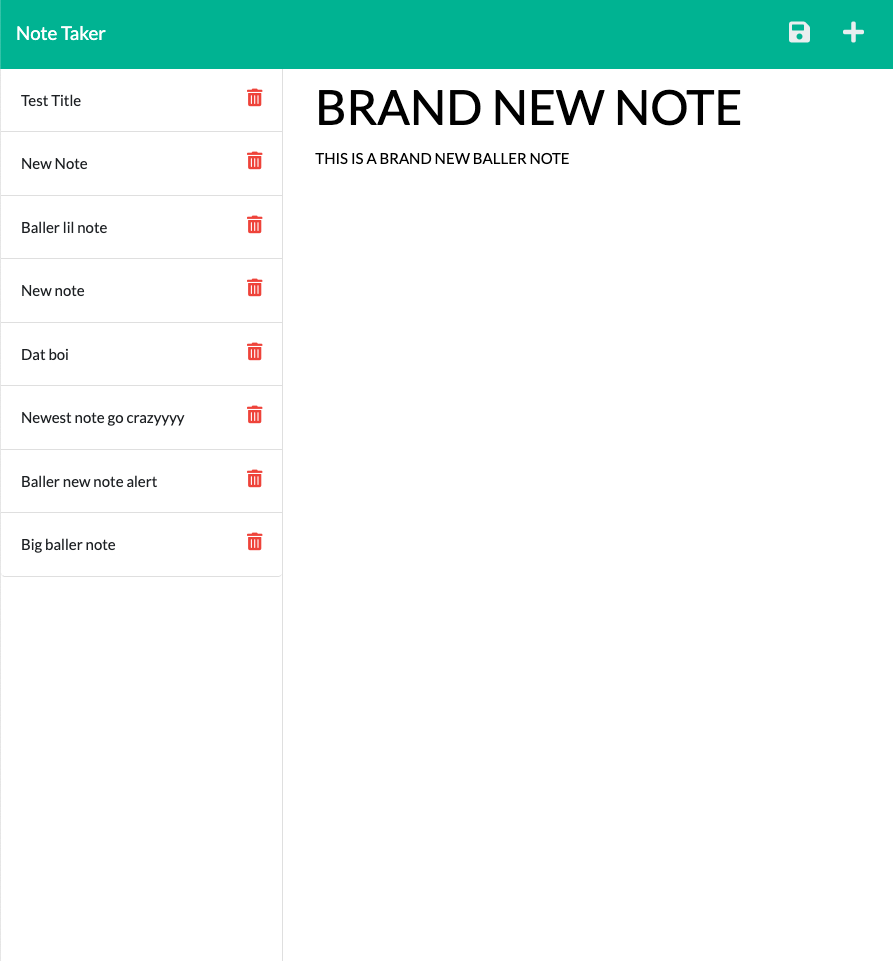 Note Taker
Test Title
New Note
Baller lil note
New note
Dat boi
Newest note go crazyyyy
Baller new note alert
Big baller note
BRAND NEW NOTE
THIS IS A BRAND NEW BALLER NOTE